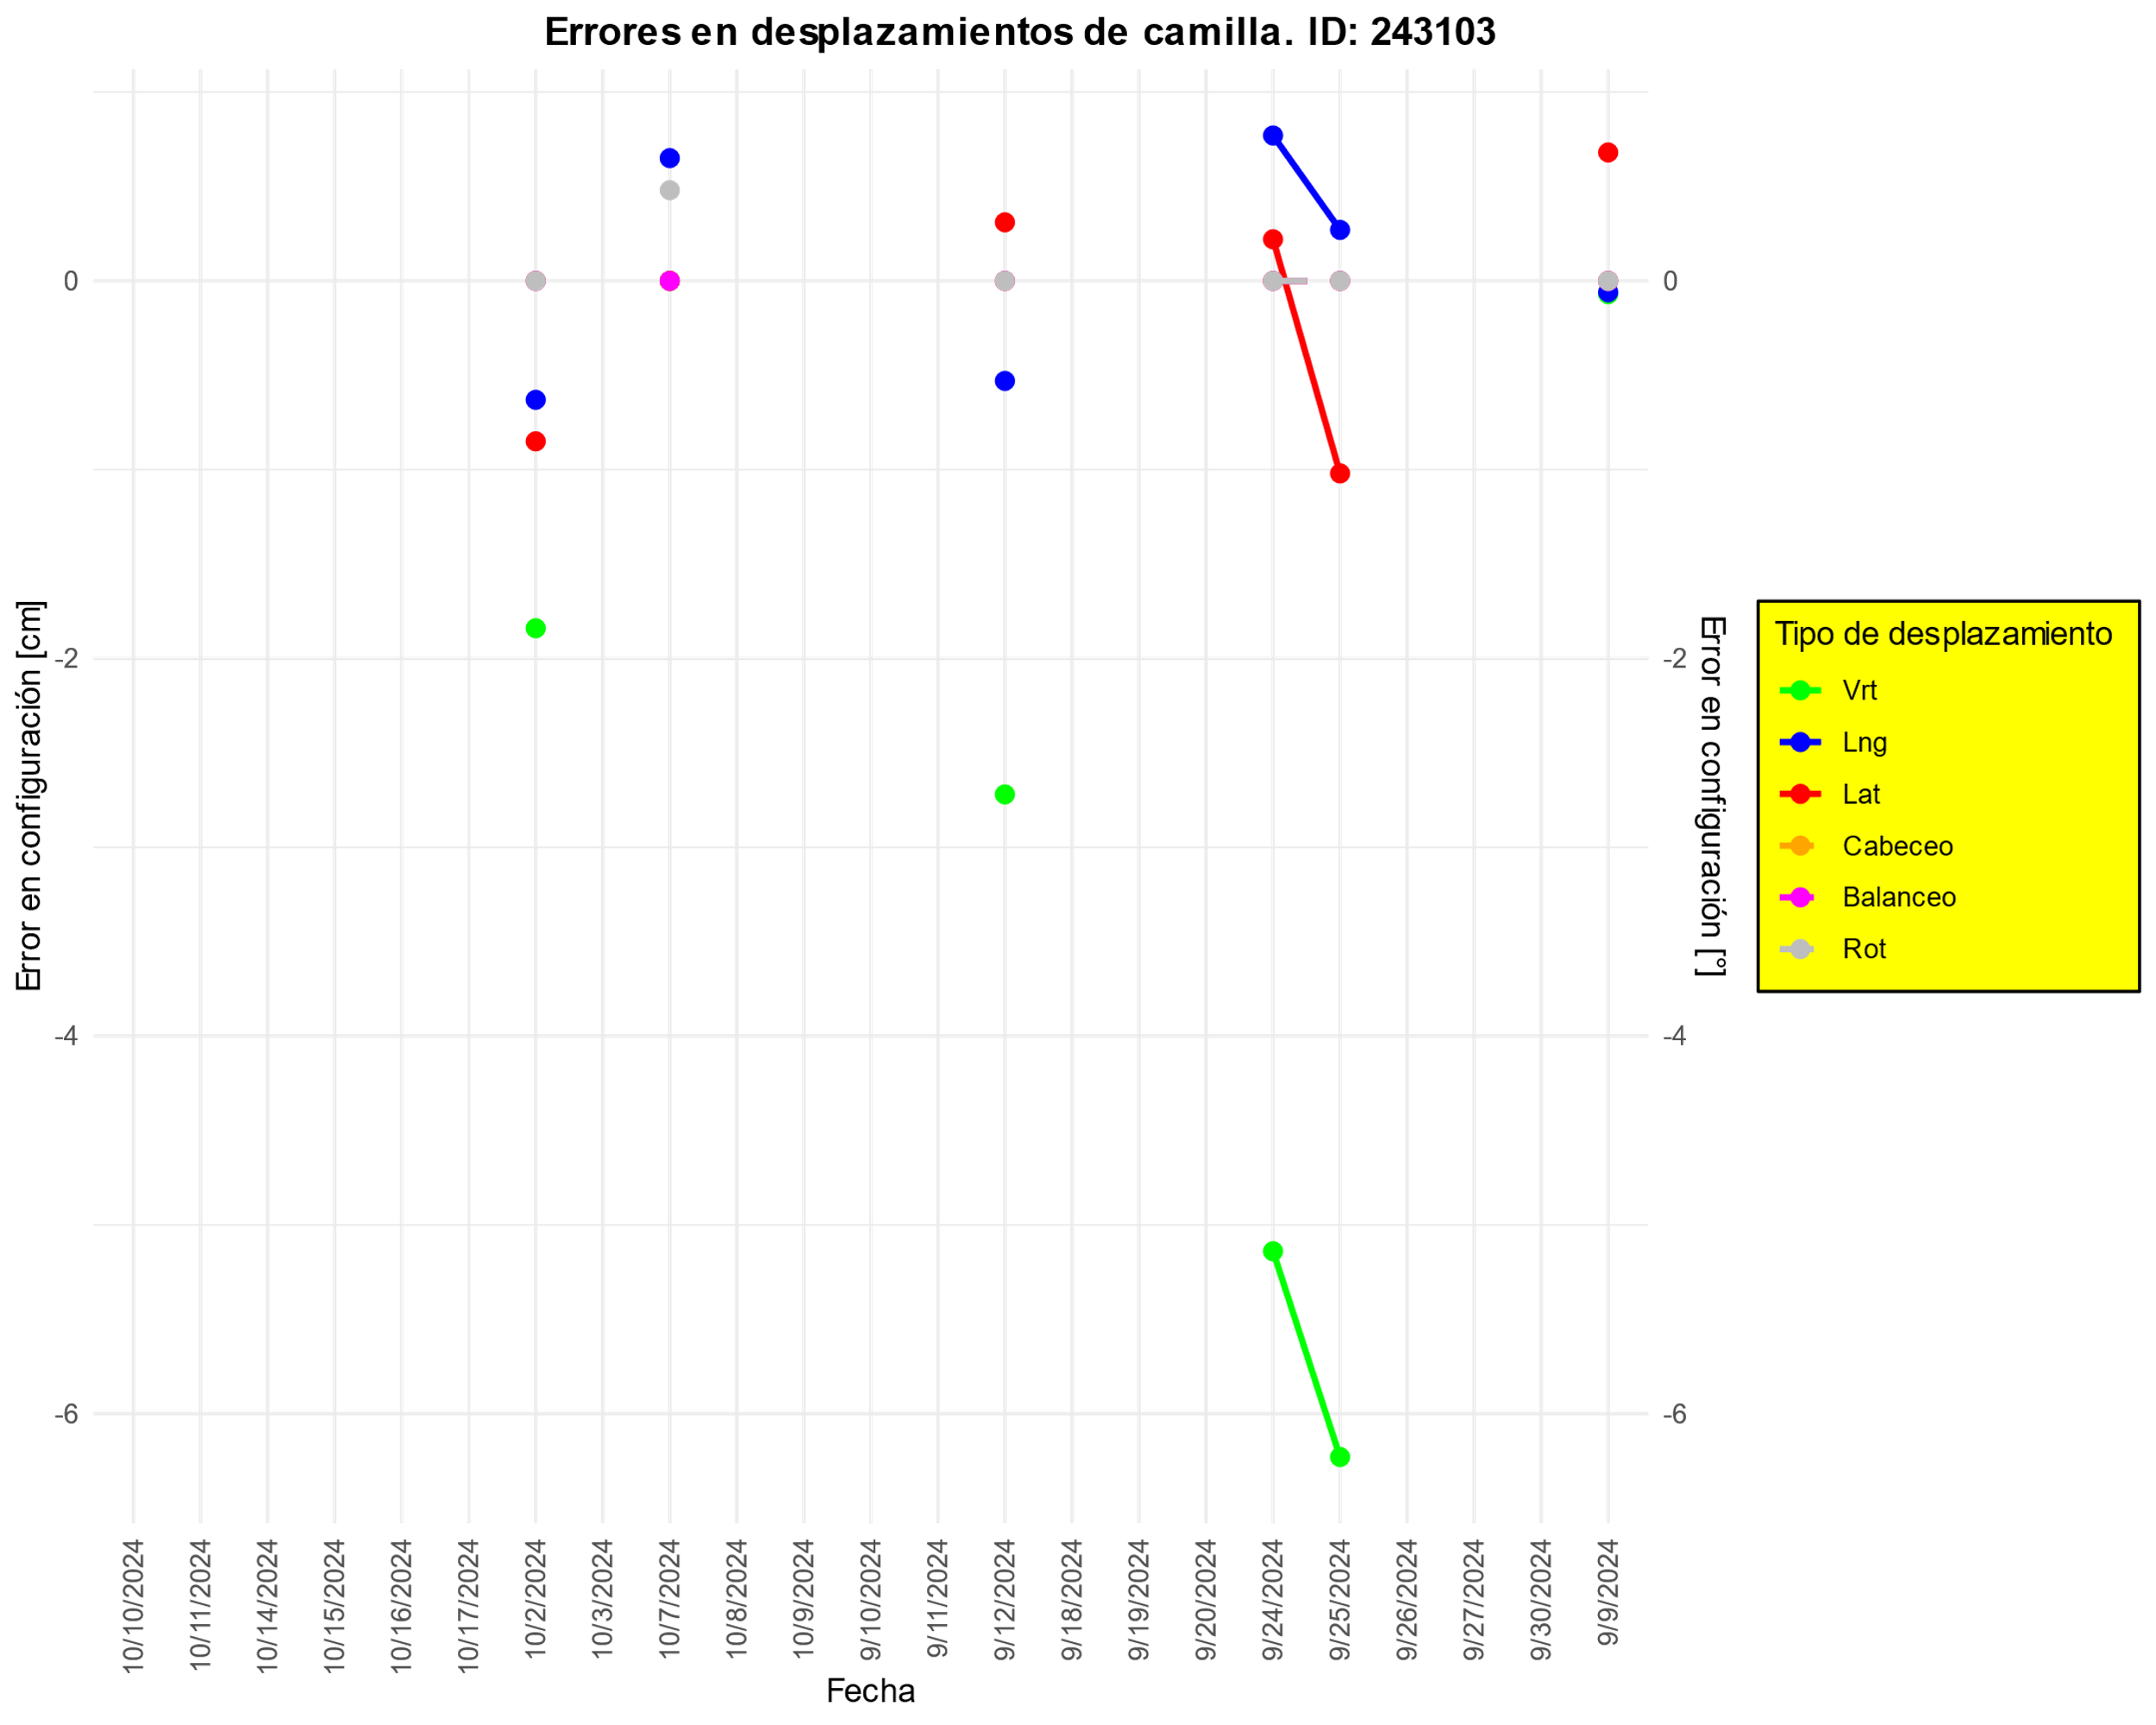 Errores en desplazamientos de camilla. ID: 243103
Error en configuración [cm]
0
-2
-4
-6
0
-2
-4
-6
Error en configuración [°]
Tipo de desplazamiento
Vrt
Lng
Lat
Cabeceo
Balanceo
Rot
10/10/2024
10/11/2024
10/14/2024
10/15/2024
10/16/2024
10/17/2024
10/2/2024
10/3/2024
10/7/2024
10/8/2024
10/9/2024
9/10/2024
9/11/2024
9/12/2024
9/18/2024
9/19/2024
9/20/2024
9/24/2024
9/25/2024
9/26/2024
9/27/2024
9/30/2024
9/9/2024
Fecha